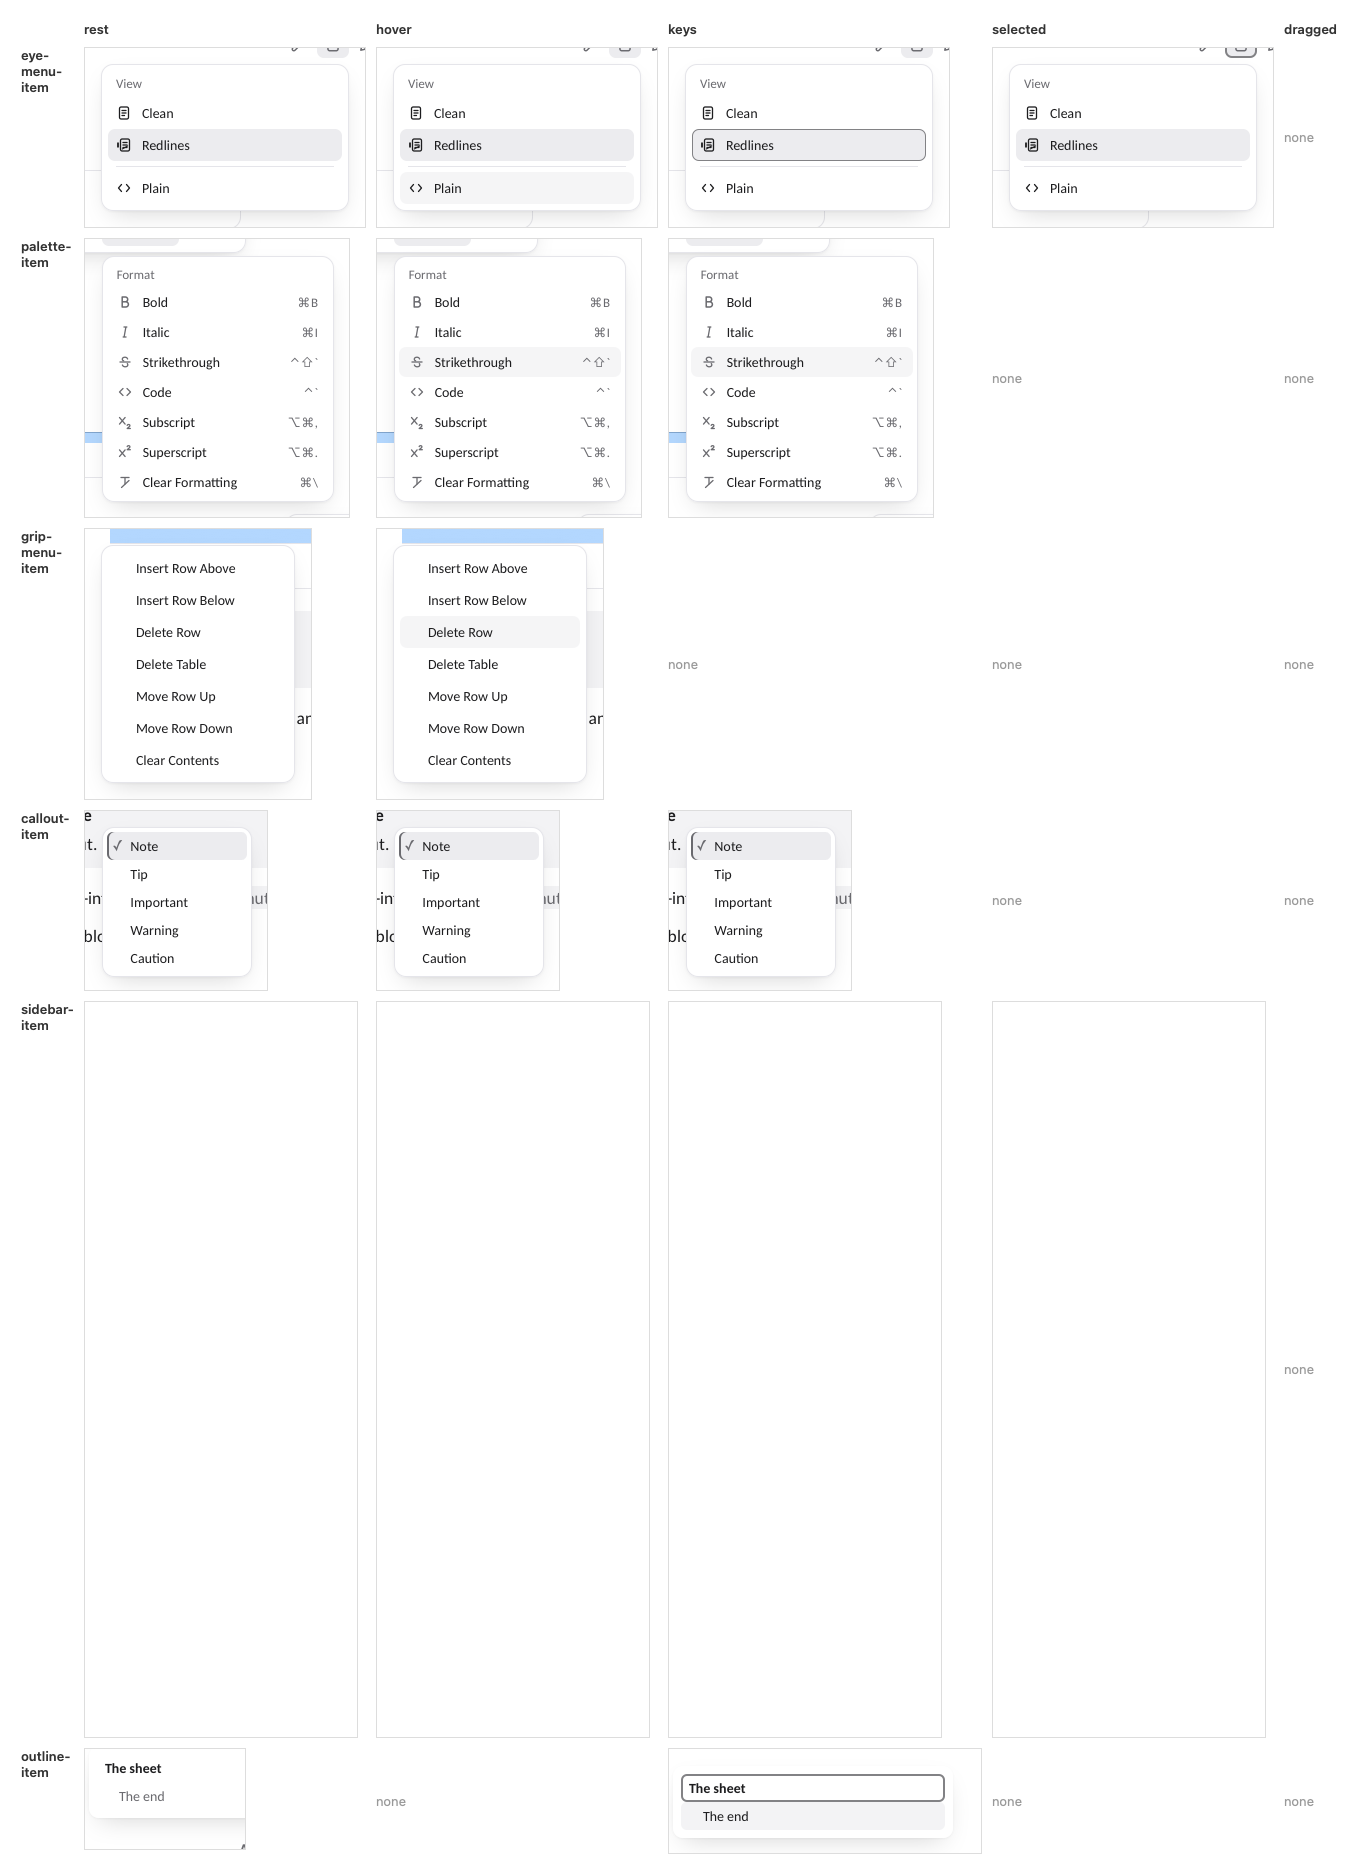 rest hover keys selected dragged
eye-
menu-
item
View
Clean
Redlines
Plain
View
Clean
Redlines
Plain
View
Clean
Redlines
Plain
View
Clean
Redlines
Plain
none
palette-
item
Format
Bold ⌘B
Italic ⌘I
Strikethrough ^⇧`
Code ^`
Subscript ⌥⌘,
Superscript ⌥⌘.
Clear Formatting ⌘\
Format
Bold ⌘B
Italic ⌘I
Strikethrough ^⇧`
Code ^`
Subscript ⌥⌘,
Superscript ⌥⌘.
Clear Formatting ⌘\
Format
Bold ⌘B
Italic ⌘I
Strikethrough ^⇧`
Code ^`
Subscript ⌥⌘,
Superscript ⌥⌘.
Clear Formatting ⌘\
none
none
grip-
menu-
item
Insert Row Above
Insert Row Below
Delete Row
Delete Table
Move Row Up
Move Row Down
Clear Contents
Insert Row Above
Insert Row Below
Delete Row
Delete Table
Move Row Up
Move Row Down
Clear Contents
none
none
none
callout-
item
✓ Note
Tip
Important
Warning
Caution
✓ Note
Tip
Important
Warning
Caution
✓ Note
Tip
Important
Warning
Caution
none
none
sidebar-
item
none
outline-
item
The sheet
The end
none
The sheet
The end
none
none